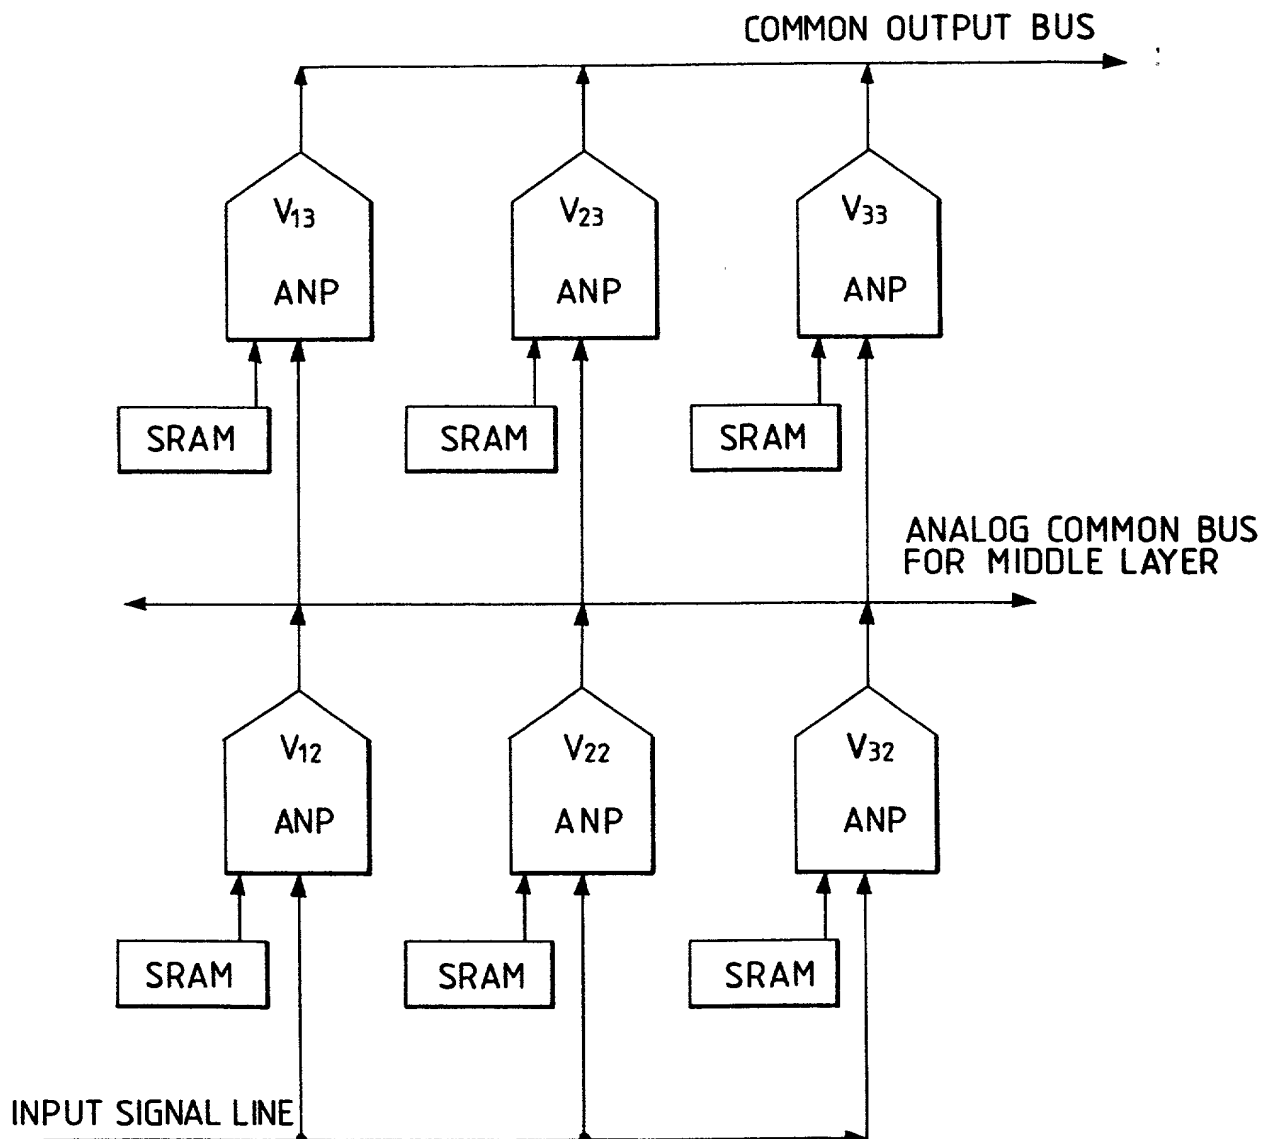 COMMON OUTPUT BUS
V13
V23
V33
ANP
ANP
ANP
SRAM
SRAM
SRAM
ANALOG COMMON BUS
FOR MIDDLE LAYER
V12
V22
V32
ANP
ANP
ANP
SRAM
SRAM
SRAM
INPUT SIGNAL LINE